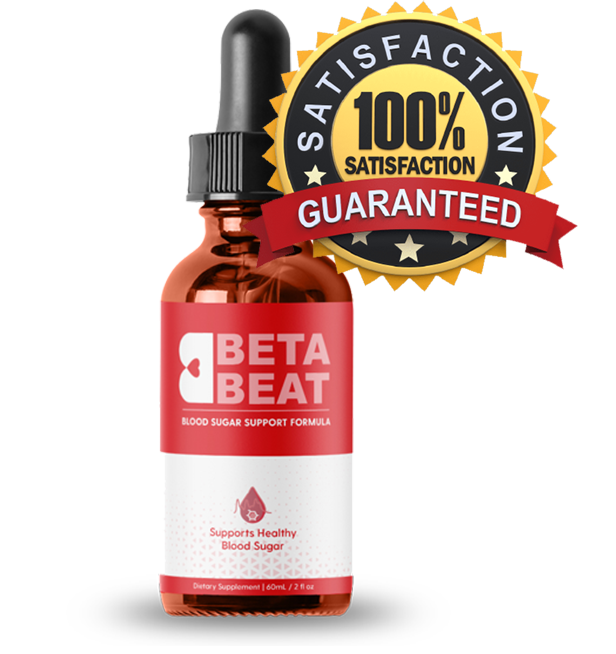 SATISFACTION
100%
SATISFACTION
GUARANTEED
BETA
BEAT
BLOOD SUGAR SUPPORT FORMULA
Supports Healthy
Blood Sugar
Dietary Supplement | 60mL / 2 fl oz